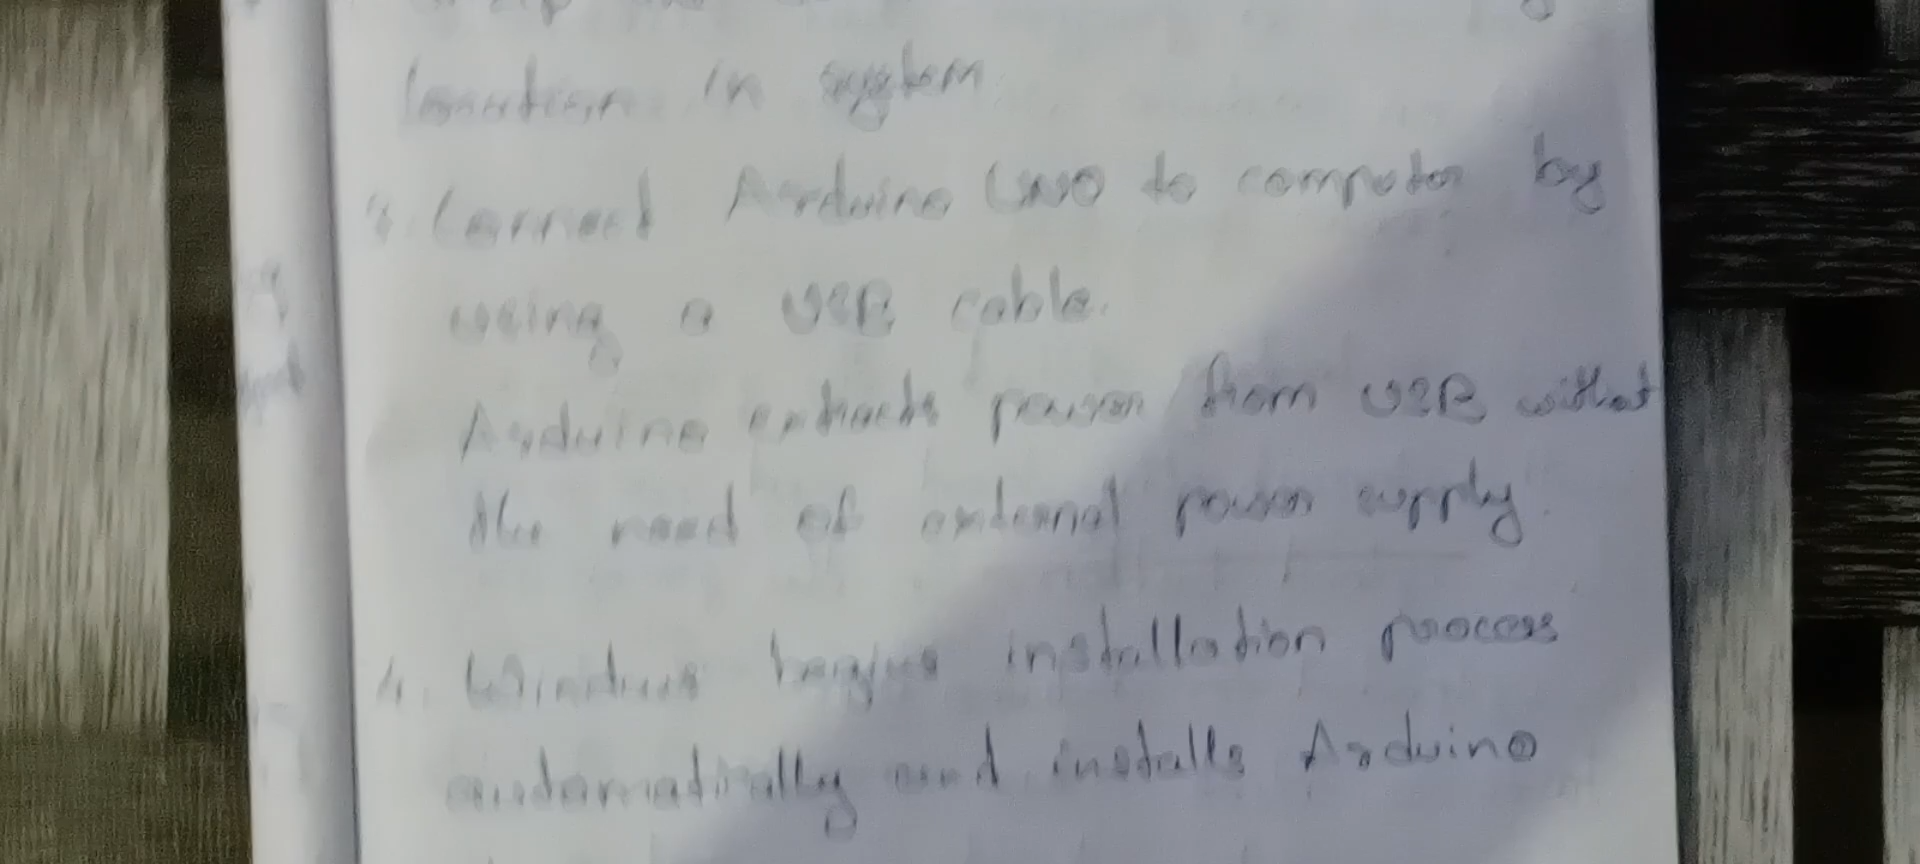 location in system
3. Connect Arduino UNO to computer by
using a USB cable.
Arduino extracts power from USB without
the need of external power supply.
4. Windows begins installation process
automatically and installs Arduino